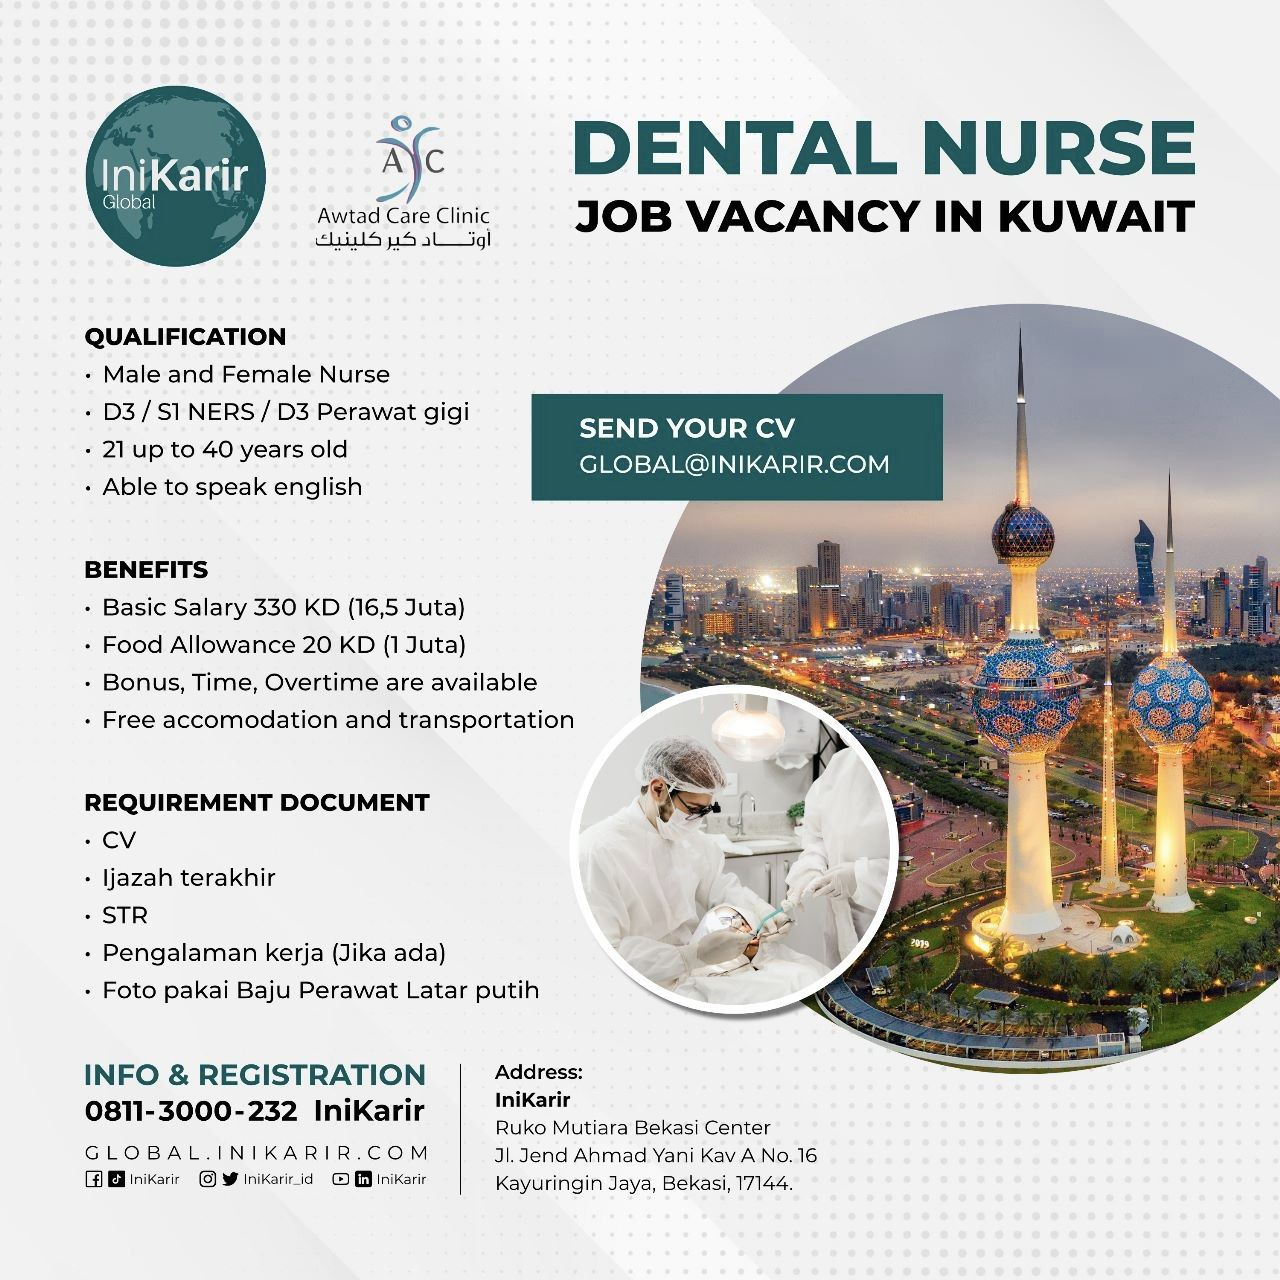 IniKarir
Global
AYC
Awtad Care Clinic
أوتـــــاد كير كلينيك
DENTAL NURSE
JOB VACANCY IN KUWAIT
QUALIFICATION
• Male and Female Nurse
• D3 / S1 NERS / D3 Perawat gigi
• 21 up to 40 years old
• Able to speak english
SEND YOUR CV
GLOBAL@INIKARIR.COM
BENEFITS
• Basic Salary 330 KD (16,5 Juta)
• Food Allowance 20 KD (1 Juta)
• Bonus, Time, Overtime are available
• Free accomodation and transportation
REQUIREMENT DOCUMENT
• CV
• Ijazah terakhir
• STR
• Pengalaman kerja (Jika ada)
• Foto pakai Baju Perawat Latar putih
2019
INFO & REGISTRATION
0811-3000-232 IniKarir
GLOBAL.INIKARIR.COM
IniKarir IniKarir_id IniKarir
Address:
IniKarir
Ruko Mutiara Bekasi Center
Jl. Jend Ahmad Yani Kav A No. 16
Kayuringin Jaya, Bekasi, 17144.